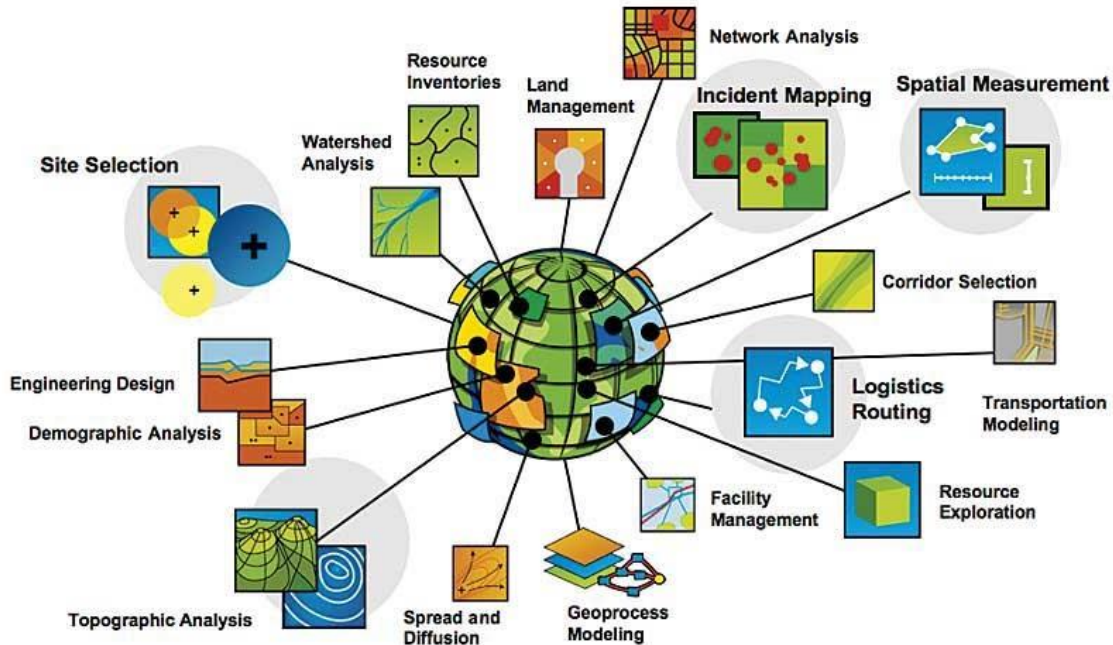 Network Analysis
Resource
Inventories
Land
Management
Incident Mapping
Spatial Measurement
Watershed
Analysis
Site Selection
Corridor Selection
Engineering Design
Logistics
Routing
Transportation
Modeling
Demographic Analysis
Facility
Management
Resource
Exploration
Topographic Analysis
Spread and
Diffusion
Geoprocess
Modeling